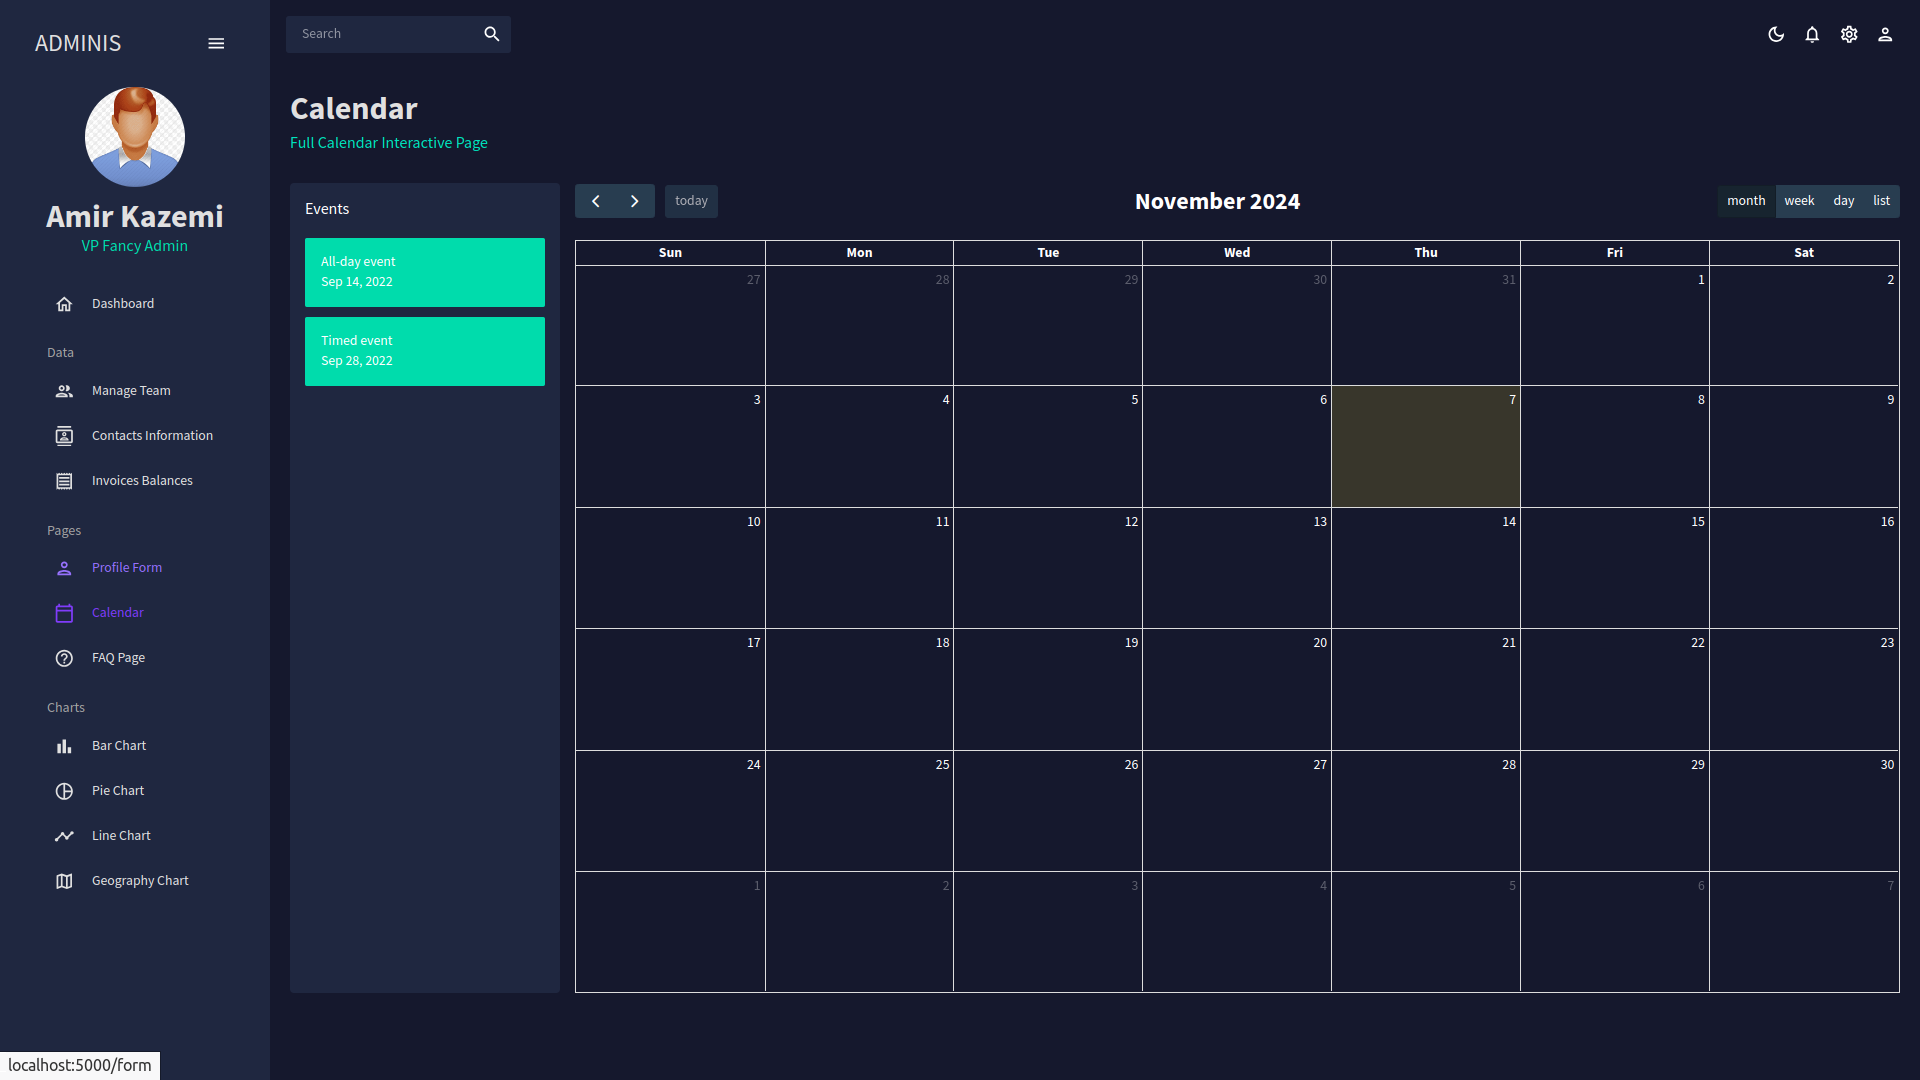 ADMINIS
Amir Kazemi
VP Fancy Admin
Dashboard
Data
Manage Team
Contacts Information
Invoices Balances
Pages
Profile Form
Calendar
FAQ Page
Charts
Bar Chart
Pie Chart
Line Chart
Geography Chart
localhost:5000/form
Search
Calendar
Full Calendar Interactive Page
Events
All-day event
Sep 14, 2022
Timed event
Sep 28, 2022
today
November 2024
month week day list
Sun Mon Tue Wed Thu Fri Sat
27 28 29 30 31 1 2
3 4 5 6 7 8 9
10 11 12 13 14 15 16
17 18 19 20 21 22 23
24 25 26 27 28 29 30
1 2 3 4 5 6 7